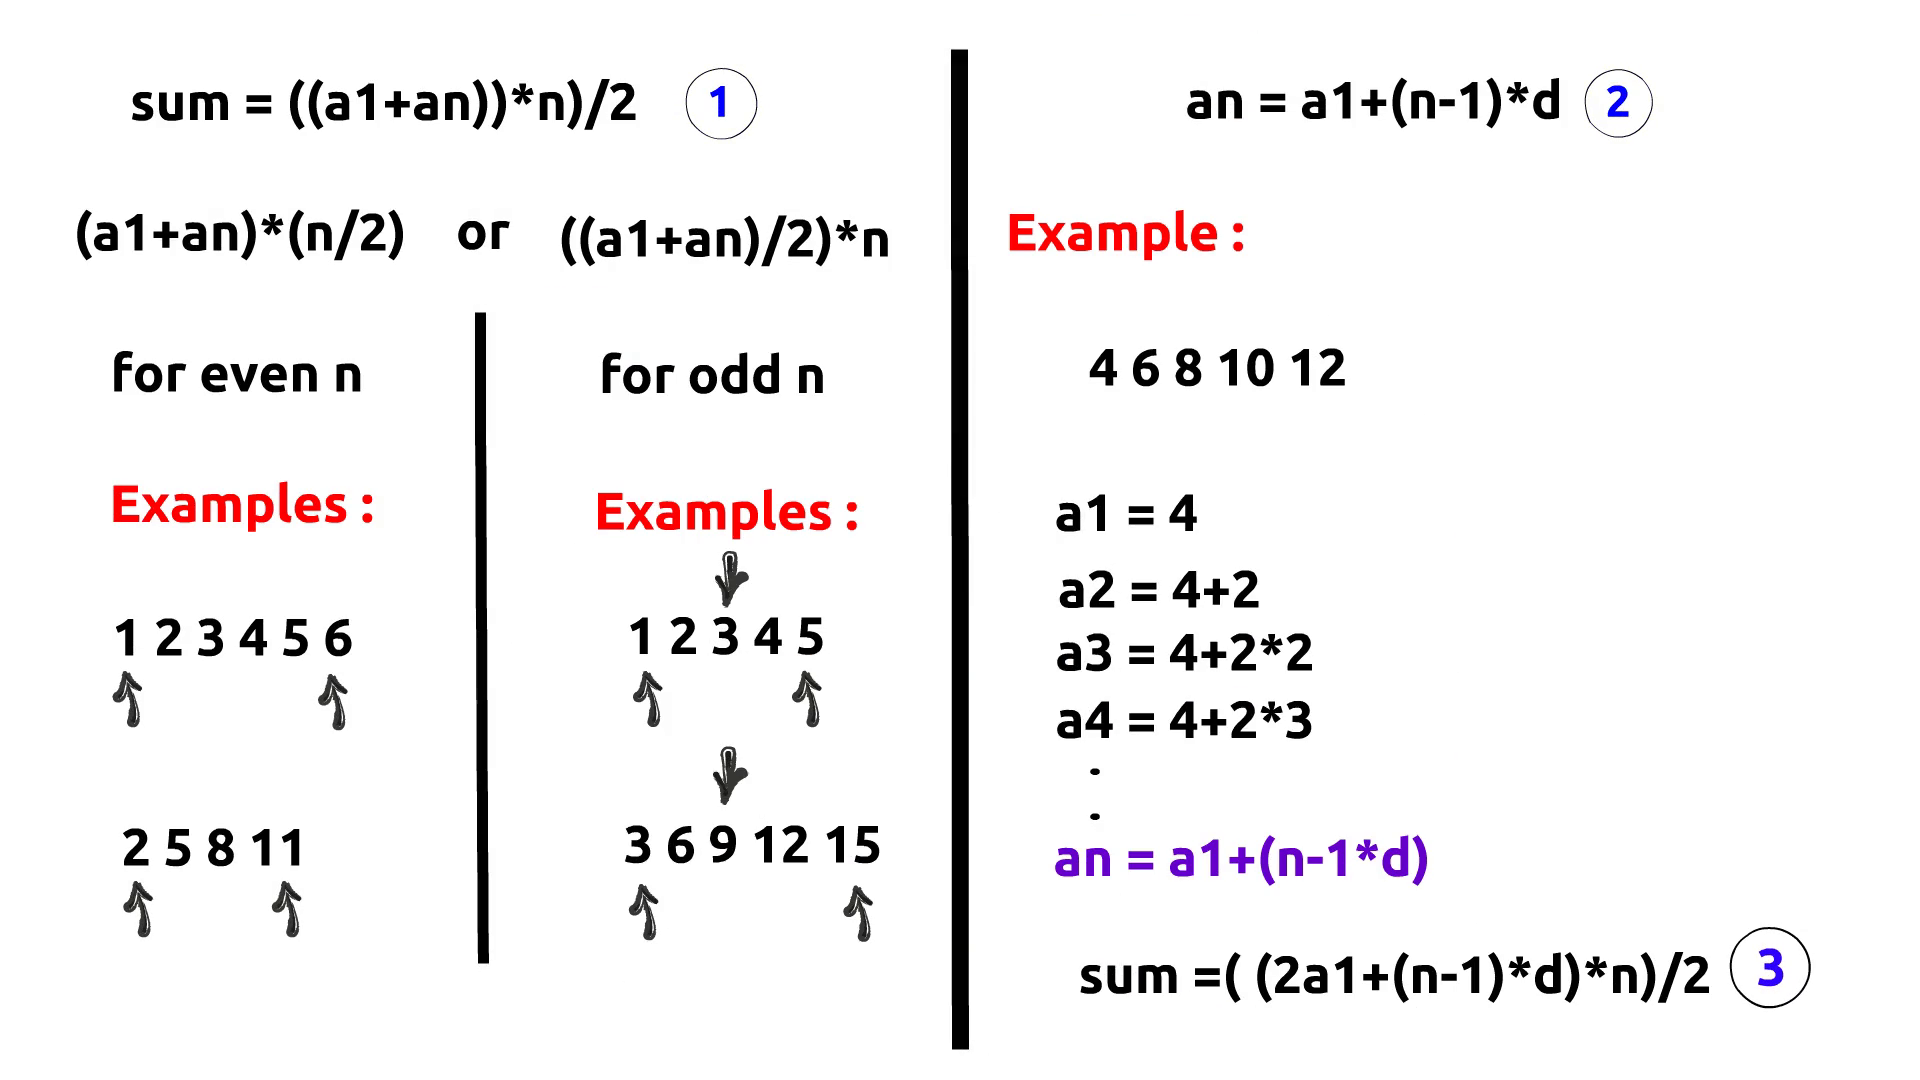 sum = ((a1+an))*n)/2 1
(a1+an)*(n/2) or ((a1+an)/2)*n
for even n
Examples :
1 2 3 4 5 6
2 5 8 11
for odd n
Examples :
1 2 3 4 5
3 6 9 12 15
an = a1+(n-1)*d 2
Example :
4 6 8 10 12
a1 = 4
a2 = 4+2
a3 = 4+2*2
a4 = 4+2*3
.
.
an = a1+(n-1*d)
sum =( (2a1+(n-1)*d)*n)/2 3